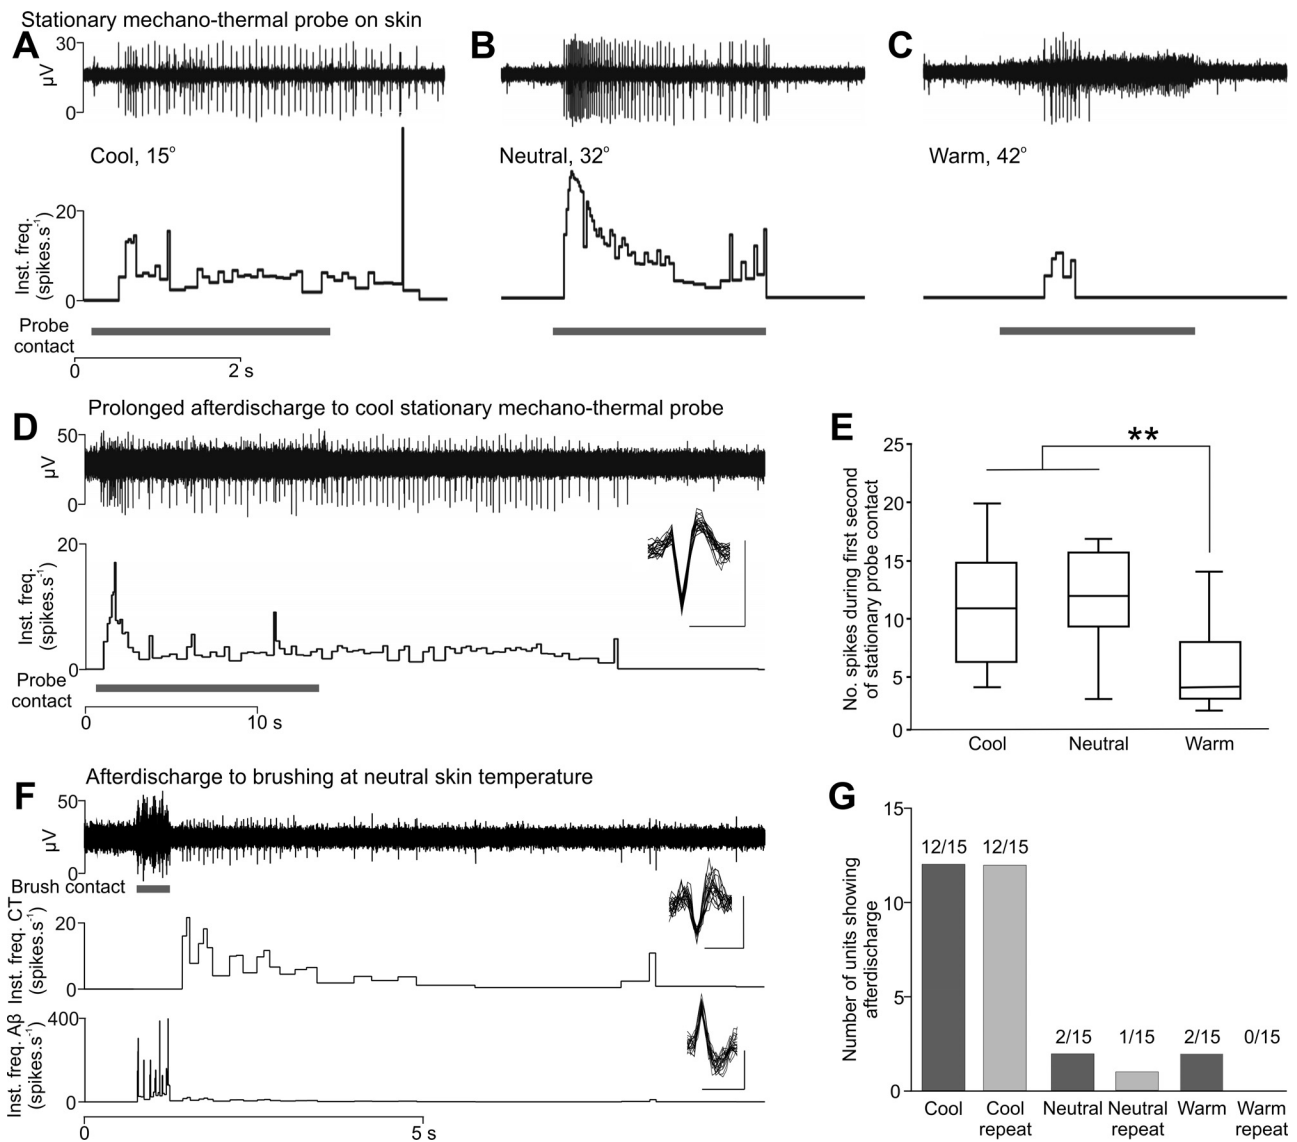 Stationary mechano-thermal probe on skin
A
B
C
30
μV
0
Cool, 15°
Neutral, 32°
Warm, 42°
20
Inst. freq.
(spikes.s⁻¹)
0
Probe
contact
0 2 s
Prolonged afterdischarge to cool stationary mechano-thermal probe
D
50
μV
0
20
Inst. freq.
(spikes.s⁻¹)
0
Probe
contact
0 10 s
E
**
25
20
15
10
5
0
No. spikes during first second
of stationary probe contact
Cool Neutral Warm
Afterdischarge to brushing at neutral skin temperature
F
50
μV
0
Brush contact
Inst. freq. CT
(spikes.s⁻¹)
20
0
Inst. freq. Aβ
(spikes.s⁻¹)
400
200
0
0 5 s
G
15
10
5
0
Number of units showing
afterdischarge
12/15 12/15 2/15 1/15 2/15 0/15
Cool Cool Neutral Neutral Warm Warm
repeat repeat repeat